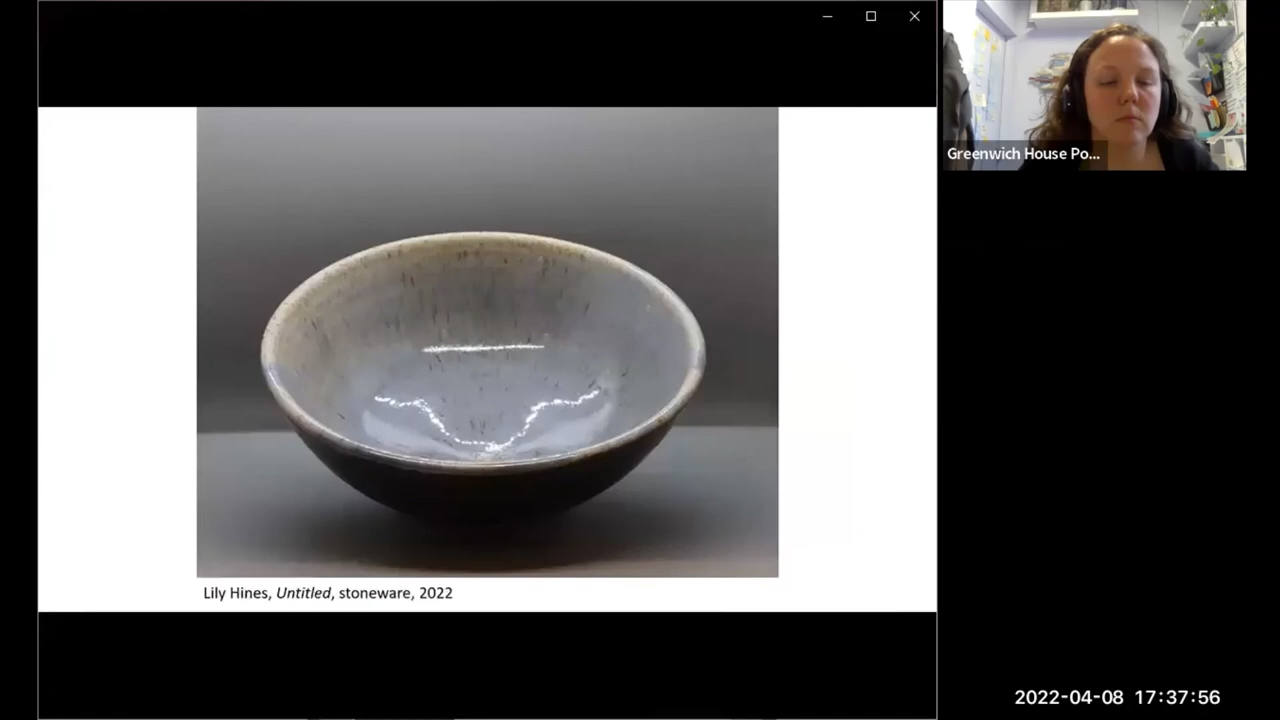 Greenwich House Po...
Lily Hines, Untitled, stoneware, 2022
2022-04-08 17:37:56